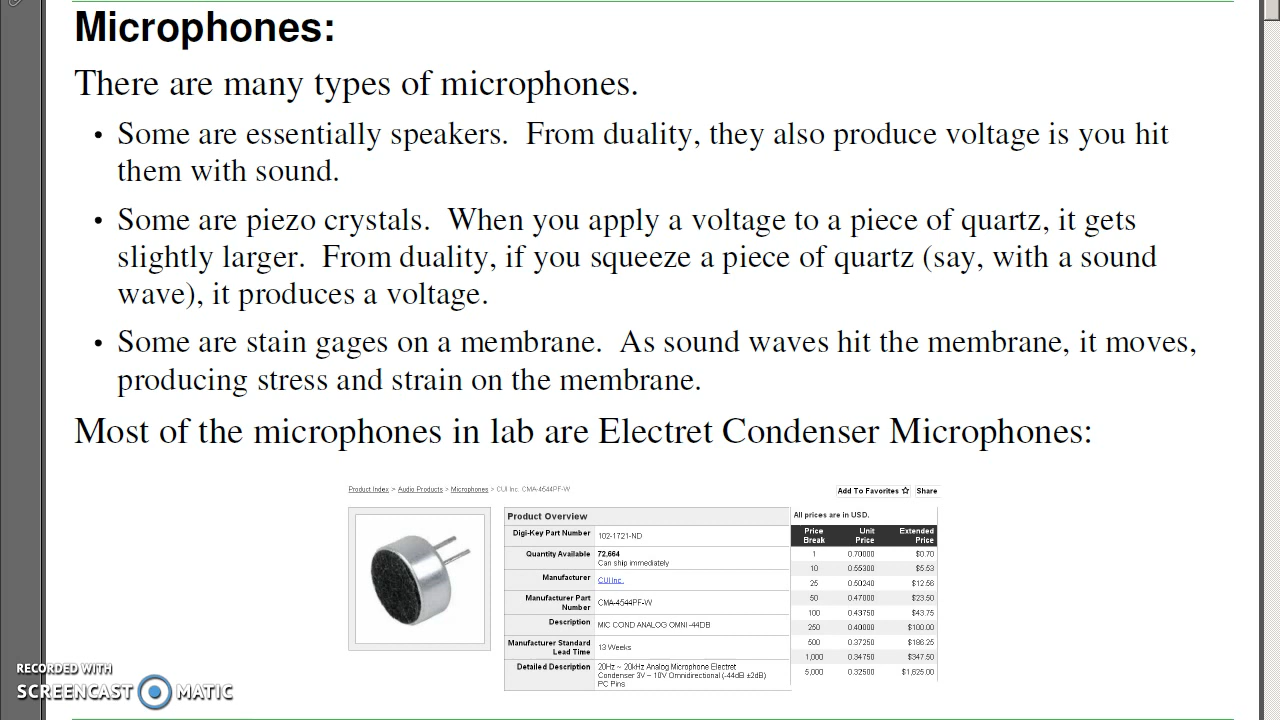 Microphones:
There are many types of microphones.
• Some are essentially speakers. From duality, they also produce voltage is you hit
them with sound.
• Some are piezo crystals. When you apply a voltage to a piece of quartz, it gets
slightly larger. From duality, if you squeeze a piece of quartz (say, with a sound
wave), it produces a voltage.
• Some are stain gages on a membrane. As sound waves hit the membrane, it moves,
producing stress and strain on the membrane.
Most of the microphones in lab are Electret Condenser Microphones:
Product Index > Audio Products > Microphones > CUI Inc. CMA-4544PF-W
Add To Favorites ☆ Share
Product Overview
Digi-Key Part Number 102-1721-ND
Quantity Available 72,664
Can ship immediately
Manufacturer CUI Inc.
Manufacturer Part
Number CMA-4544PF-W
Description MIC COND ANALOG OMNI -44DB
Manufacturer Standard
Lead Time 13 Weeks
Detailed Description 20Hz ~ 20kHz Analog Microphone Electret
Condenser 3V ~ 10V Omnidirectional (-44dB ±2dB)
PC Pins
All prices are in USD.
Price Unit Extended
Break Price Price
1 0.70000 $0.70
10 0.55300 $5.53
25 0.50240 $12.56
50 0.47000 $23.50
100 0.43750 $43.75
250 0.40000 $100.00
500 0.37250 $186.25
1,000 0.34750 $347.50
5,000 0.32500 $1,625.00
RECORDED WITH
SCREENCAST MATIC